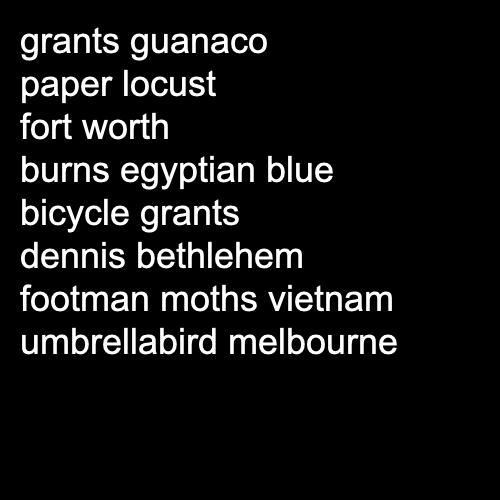 grants guanaco
paper locust
fort worth
burns egyptian blue
bicycle grants
dennis bethlehem
footman moths vietnam
umbrellabird melbourne